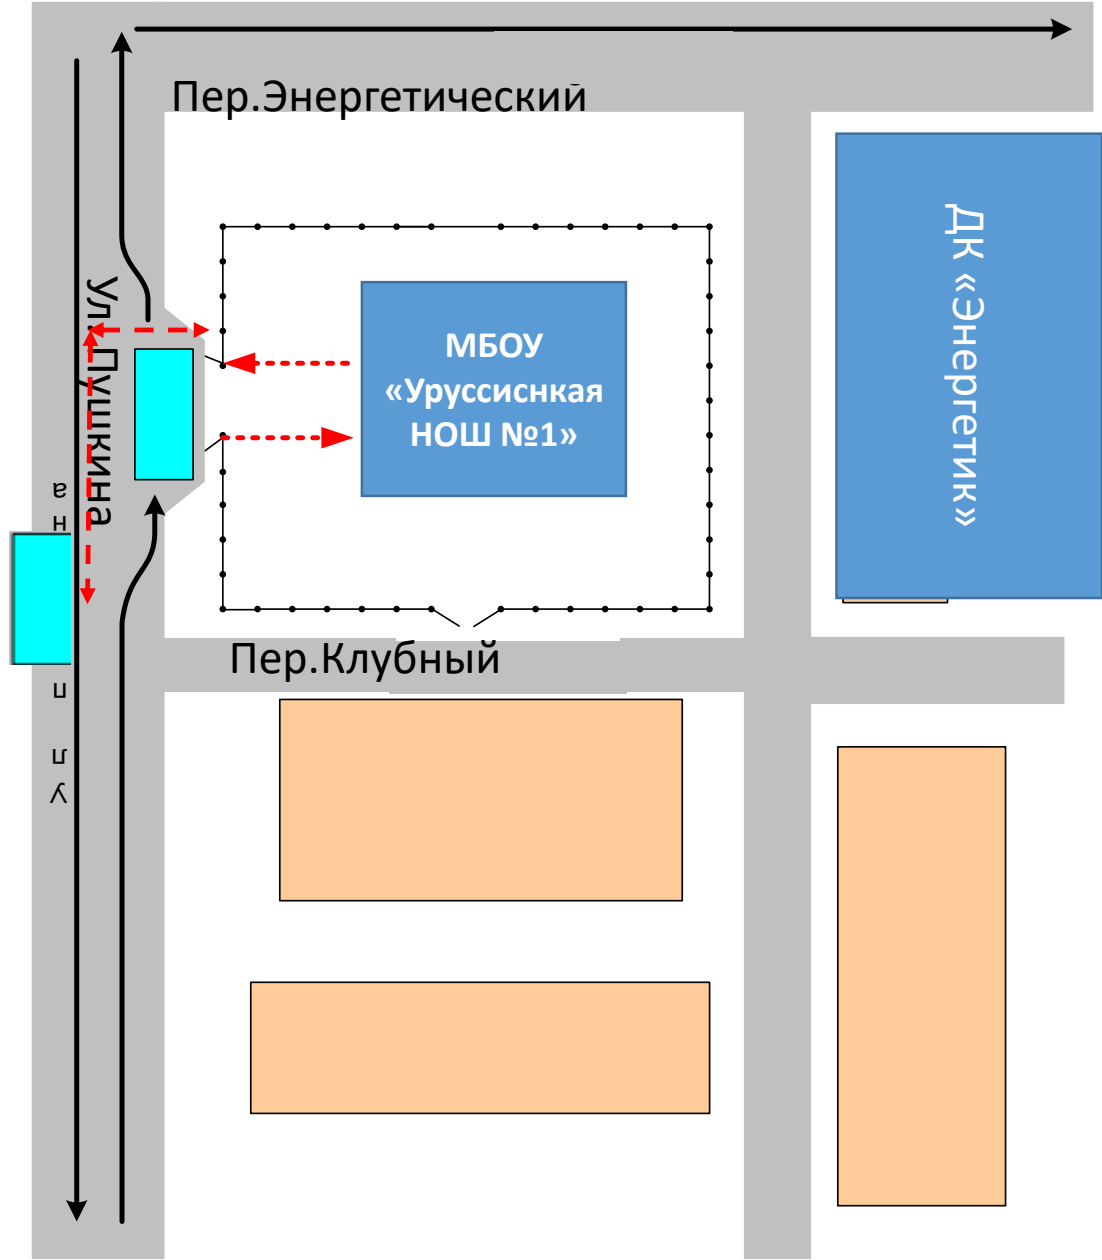 Пер.Энергетический
Ул. Пушкина
МБОУ
«Уруссиснкая
НОШ №1»
ДК «Энергетик»
Пер.Клубный
У
л
п
н
а